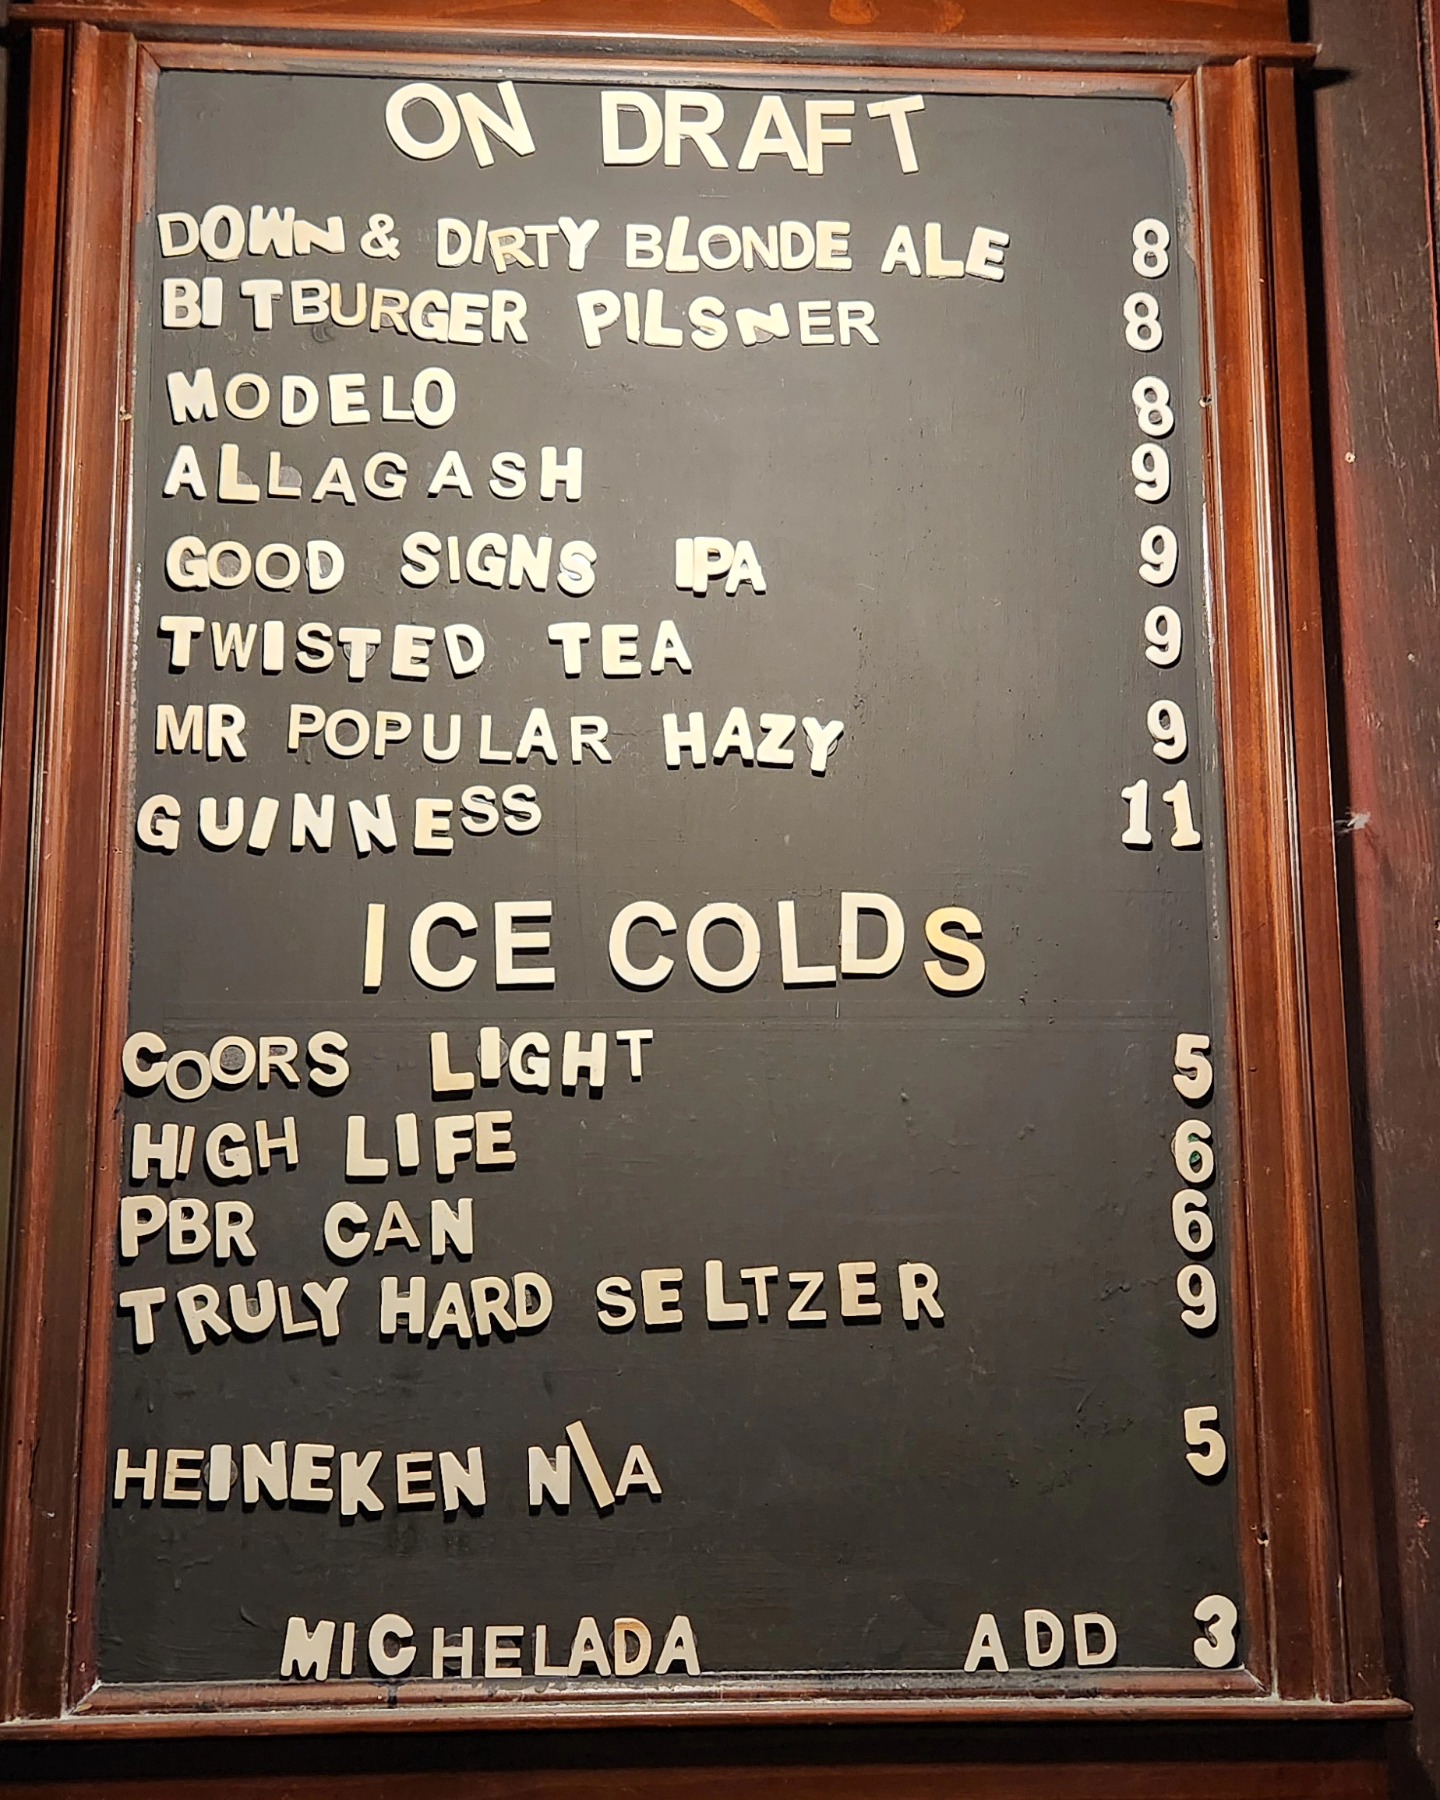 ON DRAFT
DOWN & DIRTY BLONDE ALE 8
BITBURGER PILSNER 8
MODELO 8
ALLAGASH 9
GOOD SIGNS IPA 9
TWISTED TEA 9
MR POPULAR HAZY 9
GUINNESS 11
ICE COLDS
COORS LIGHT 5
HIGH LIFE 6
PBR CAN 6
TRULY HARD SELTZER 9
HEINEKEN N\A 5
MICHELADA ADD 3